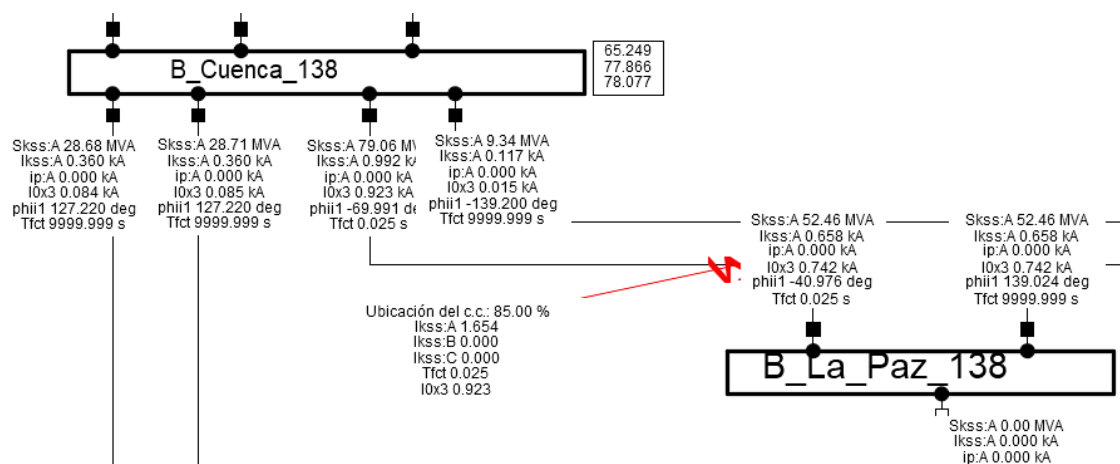 B_Cuenca_138
65.249
77.866
78.077
Skss:A 28.68 MVA
Ikss:A 0.360 kA
ip:A 0.000 kA
I0x3 0.084 kA
phii1 127.220 deg
Tfct 9999.999 s
Skss:A 28.71 MVA
Ikss:A 0.360 kA
ip:A 0.000 kA
I0x3 0.085 kA
phii1 127.220 deg
Tfct 9999.999 s
Skss:A 79.06 MV
Ikss:A 0.992 kA
ip:A 0.000 kA
I0x3 0.923 kA
phii1 -69.991 de
Tfct 0.025 s
Skss:A 9.34 MVA
Ikss:A 0.117 kA
ip:A 0.000 kA
I0x3 0.015 kA
phii1 -139.200 deg
Tfct 9999.999 s
Skss:A 52.46 MVA
Ikss:A 0.658 kA
ip:A 0.000 kA
I0x3 0.742 kA
phii1 -40.976 deg
Tfct 0.025 s
Skss:A 52.46 MVA
Ikss:A 0.658 kA
ip:A 0.000 kA
I0x3 0.742 kA
phii1 139.024 deg
Tfct 9999.999 s
Ubicación del c.c.: 85.00 %
Ikss:A 1.654
Ikss:B 0.000
Ikss:C 0.000
Tfct 0.025
I0x3 0.923
B_La_Paz_138
Skss:A 0.00 MVA
Ikss:A 0.000 kA
ip:A 0.000 kA